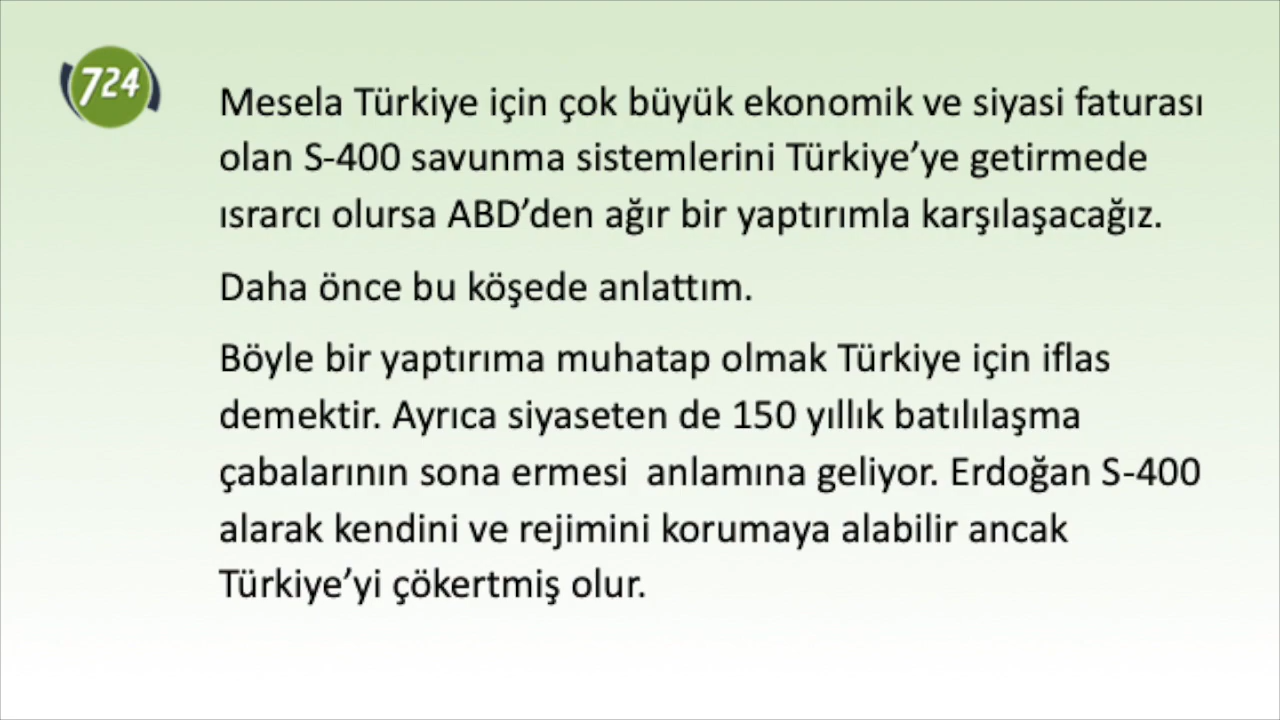 724
Mesela Türkiye için çok büyük ekonomik ve siyasi faturası
olan S-400 savunma sistemlerini Türkiye’ye getirmede
ısrarcı olursa ABD’den ağır bir yaptırımla karşılaşacağız.
Daha önce bu köşede anlattım.
Böyle bir yaptırıma muhatap olmak Türkiye için iflas
demektir. Ayrıca siyaseten de 150 yıllık batılılaşma
çabalarının sona ermesi  anlamına geliyor. Erdoğan S-400
alarak kendini ve rejimini korumaya alabilir ancak
Türkiye’yi çökertmiş olur.